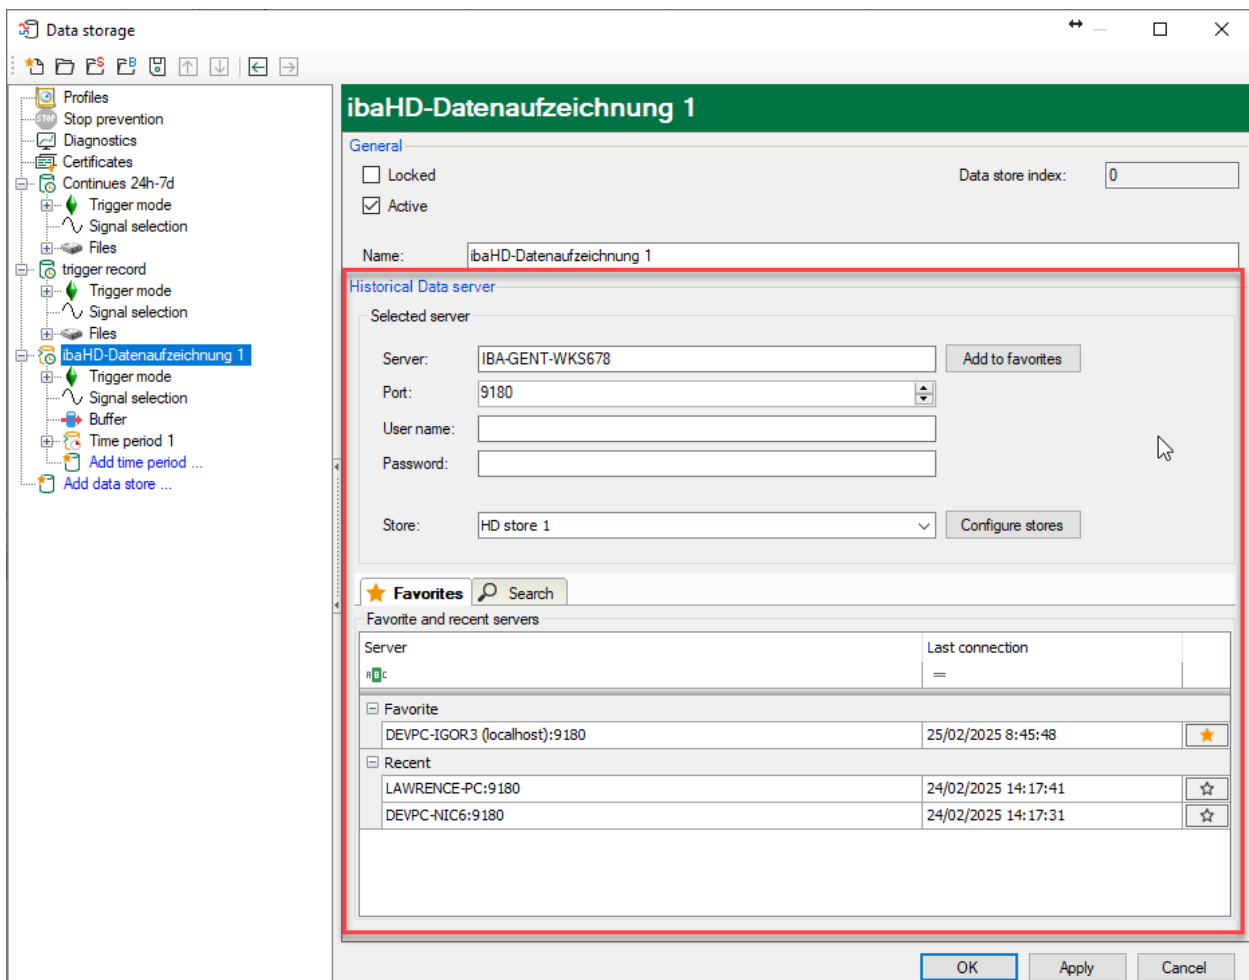 Data storage
Profiles
Stop prevention
Diagnostics
Certificates
Continues 24h-7d
Trigger mode
Signal selection
Files
trigger record
Trigger mode
Signal selection
Files
ibaHD-Datenaufzeichnung 1
Trigger mode
Signal selection
Buffer
Time period 1
Add time period ...
Add data store ...
ibaHD-Datenaufzeichnung 1
General
Locked
Data store index: 0
Active
Name: ibaHD-Datenaufzeichnung 1
Historical Data server
Selected server
Server: IBA-GENT-WKS678 Add to favorites
Port: 9180
User name:
Password:
Store: HD store 1 Configure stores
Favorites Search
Favorite and recent servers
Server Last connection
ABC =
Favorite
DEVPC-IGOR3 (localhost):9180 25/02/2025 8:45:48
Recent
LAWRENCE-PC:9180 24/02/2025 14:17:41
DEVPC-NIC6:9180 24/02/2025 14:17:31
OK Apply Cancel